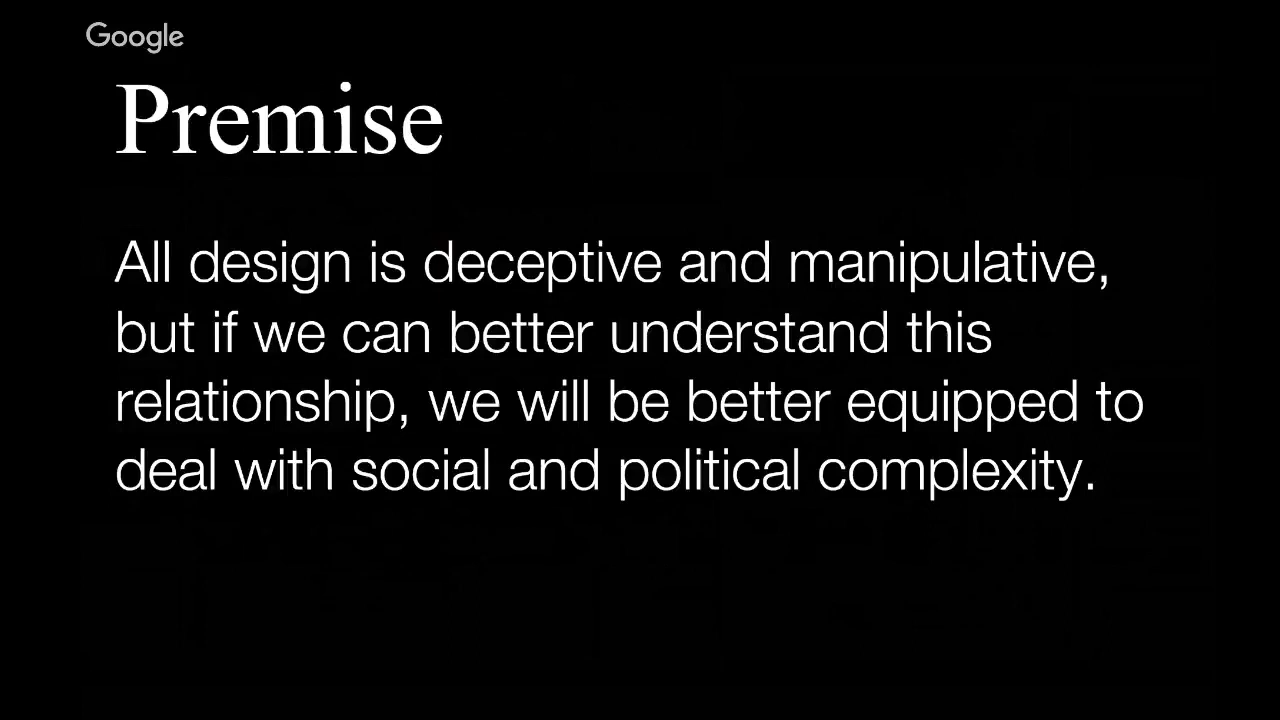 Google
Premise
All design is deceptive and manipulative,
but if we can better understand this
relationship, we will be better equipped to
deal with social and political complexity.